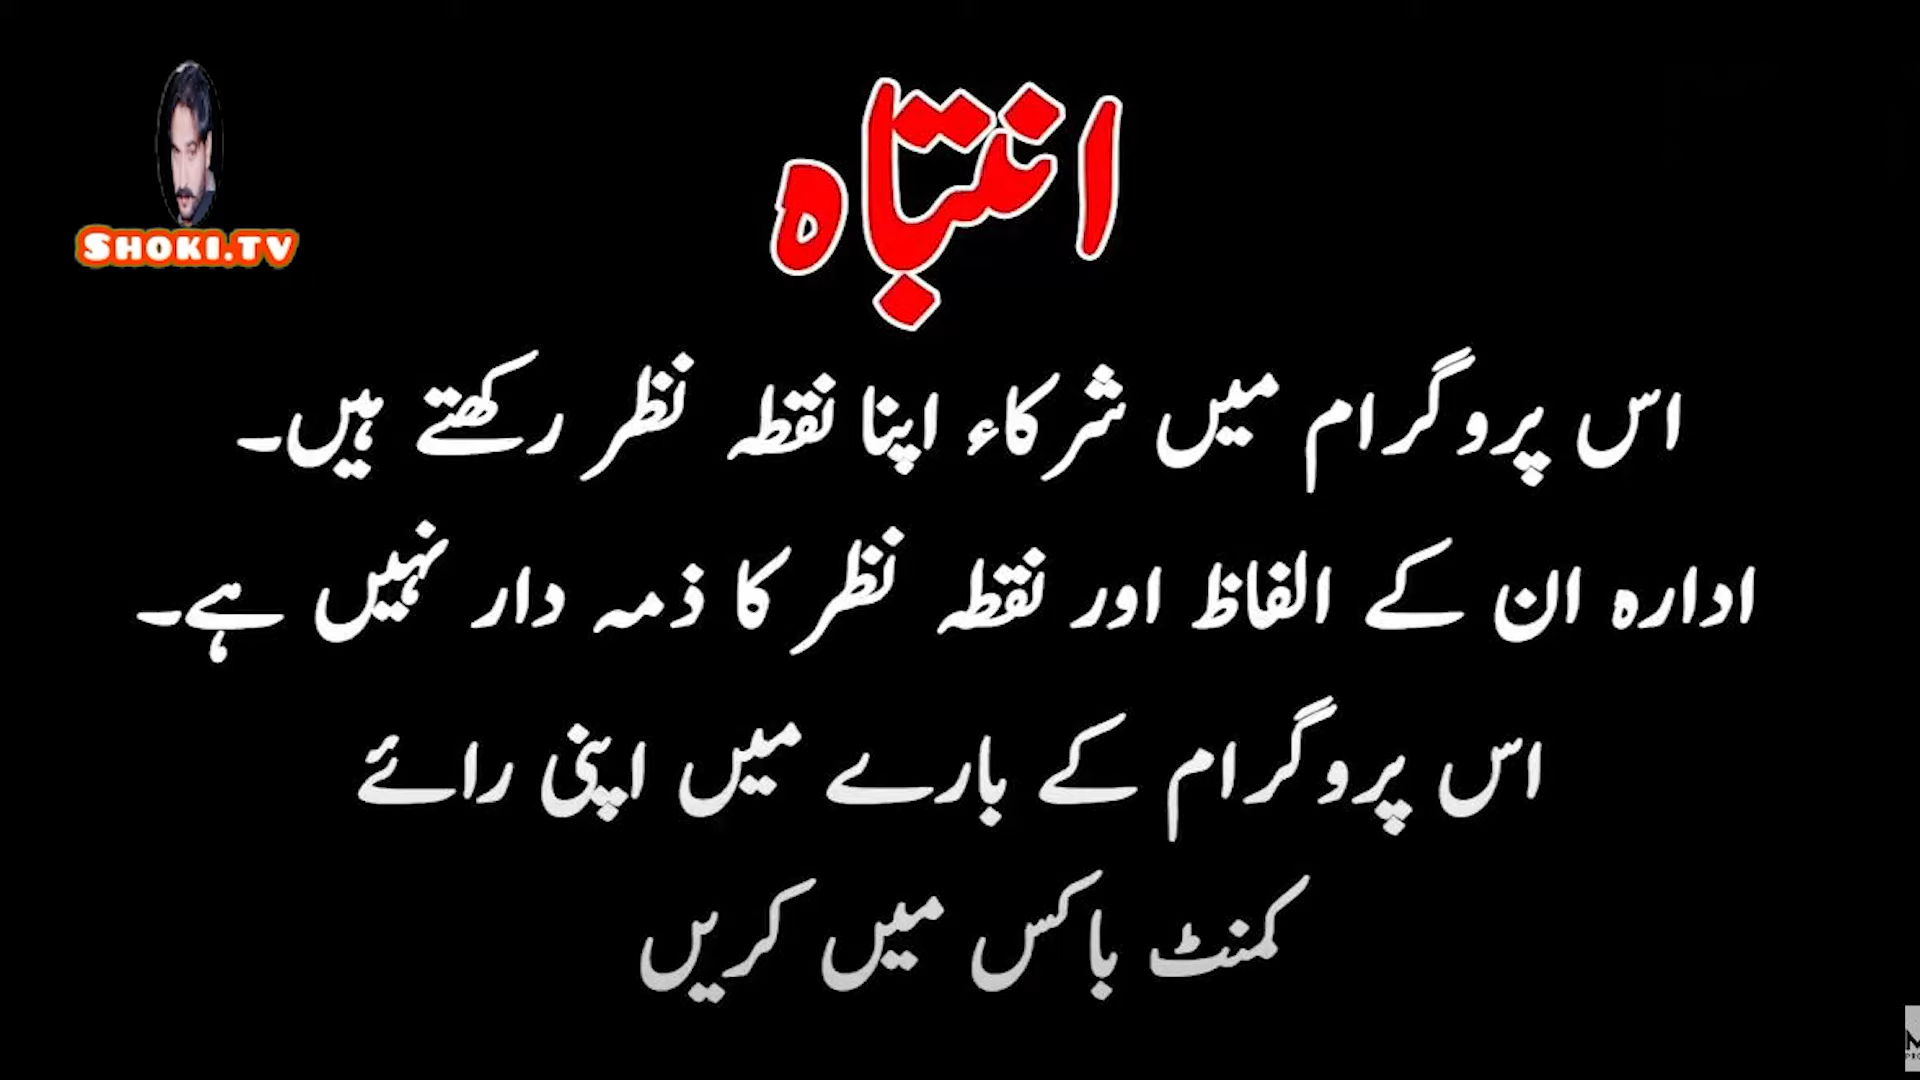 انتباہ
Shoki.tv
اس پروگرام میں شرکاء اپنا نقطہ نظر رکھتے ہیں۔
ادارہ ان کے الفاظ اور نقطہ نظر کا ذمہ دار نہیں ہے۔
اس پروگرام کے بارے میں اپنی رائے
کمنٹ باکس میں کریں